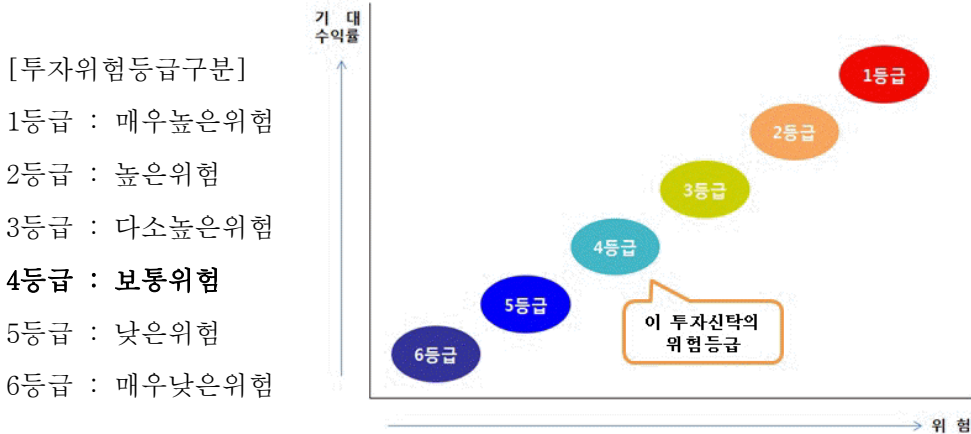 [투자위험등급구분]
1등급 : 매우높은위험
2등급 : 높은위험
3등급 : 다소높은위험
4등급 : 보통위험
5등급 : 낮은위험
6등급 : 매우낮은위험
기 대
수익률
1등급
2등급
3등급
4등급
5등급
6등급
이 투자신탁의
위험등급
위 험